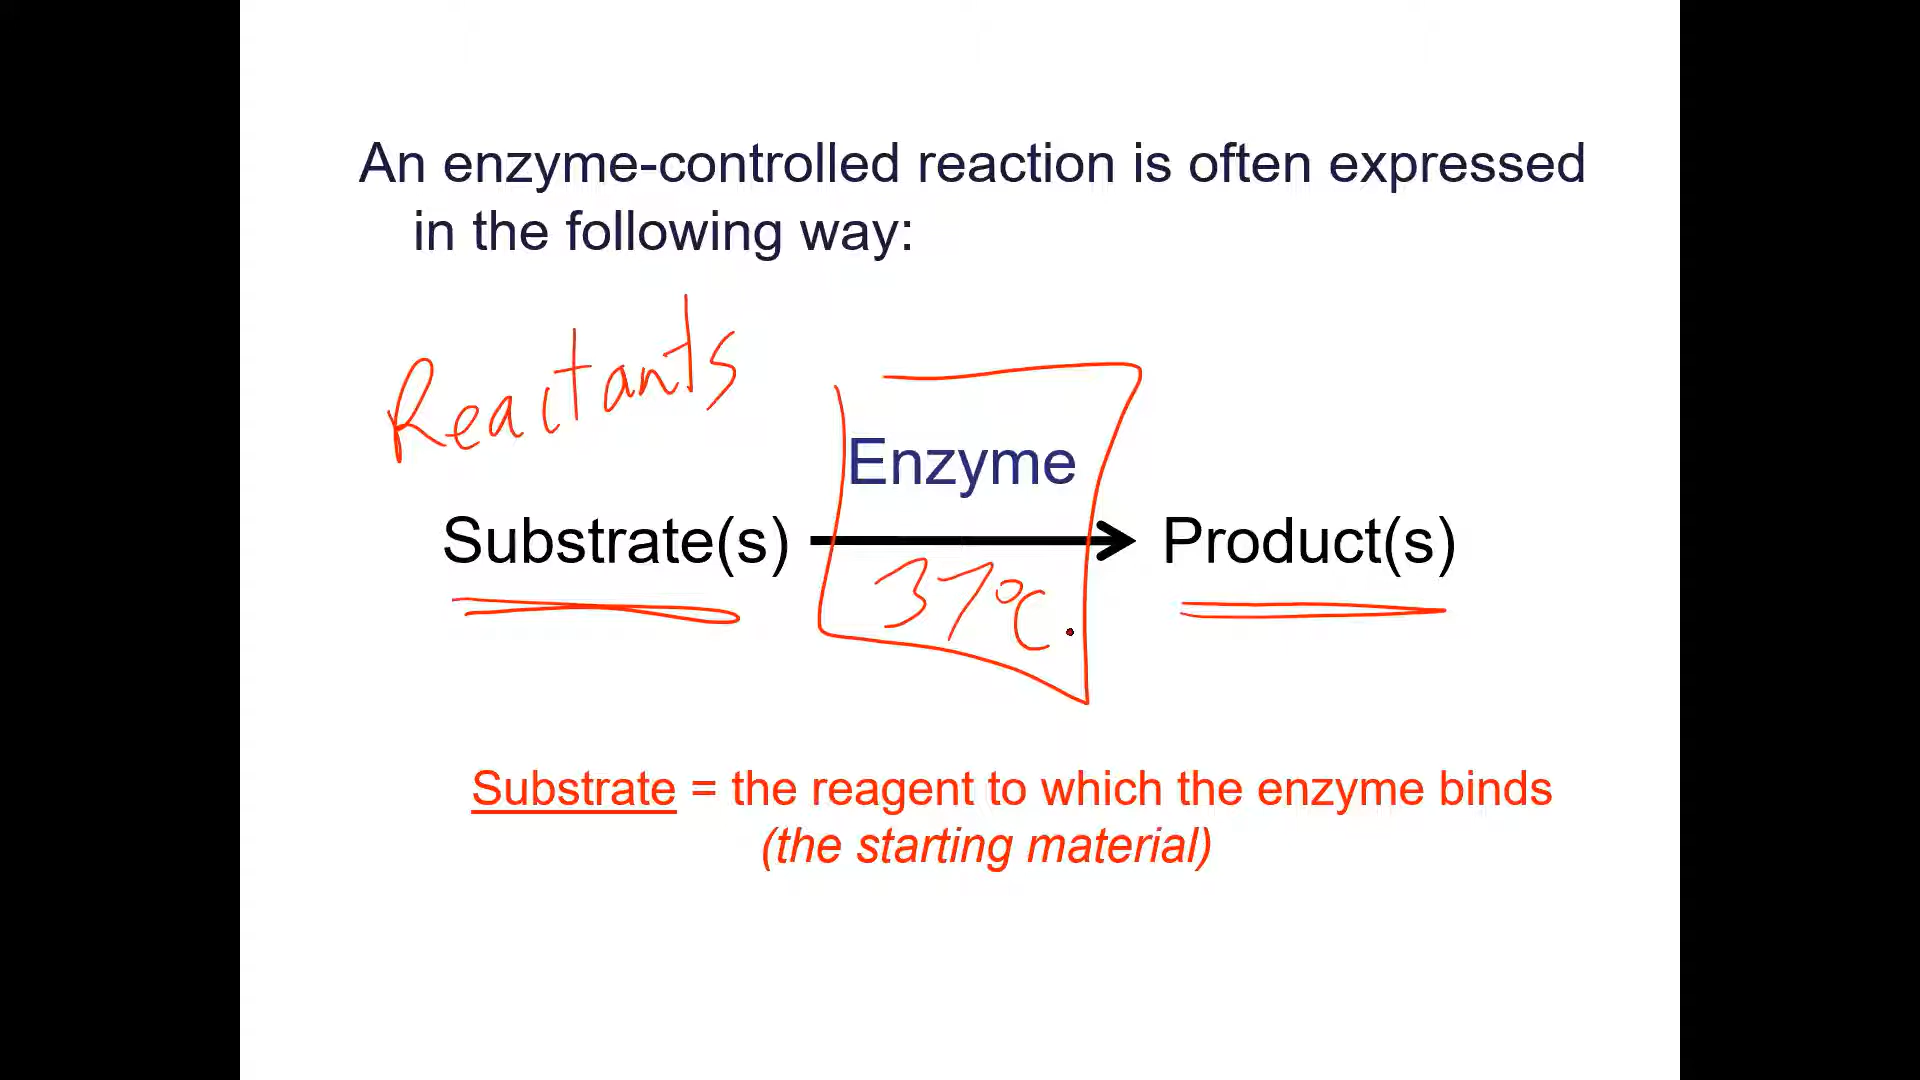 An enzyme-controlled reaction is often expressed
in the following way:
Reactants
Enzyme
Substrate(s) Product(s)
37°C
Substrate = the reagent to which the enzyme binds
(the starting material)